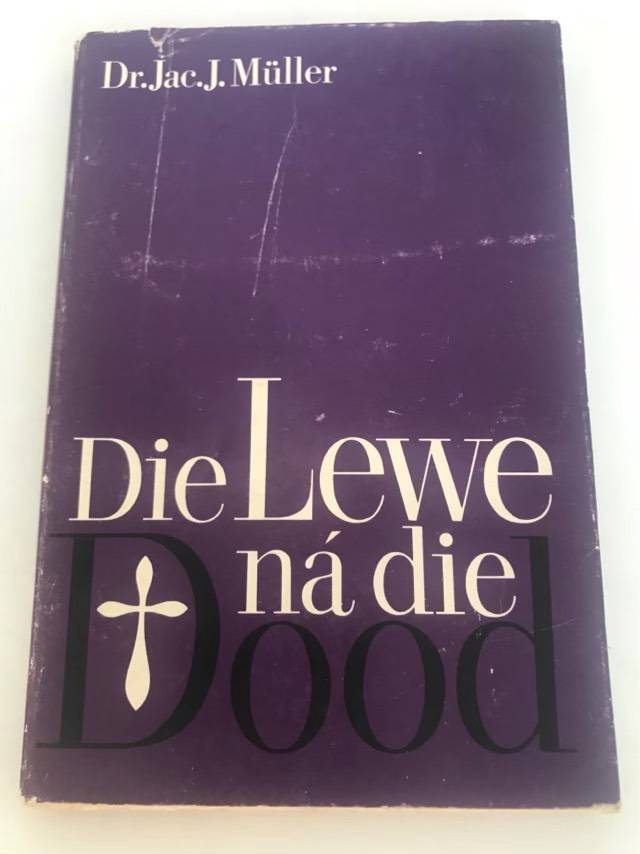 Dr. Jac. J. Müller
Die Lewe
ná die
Dood